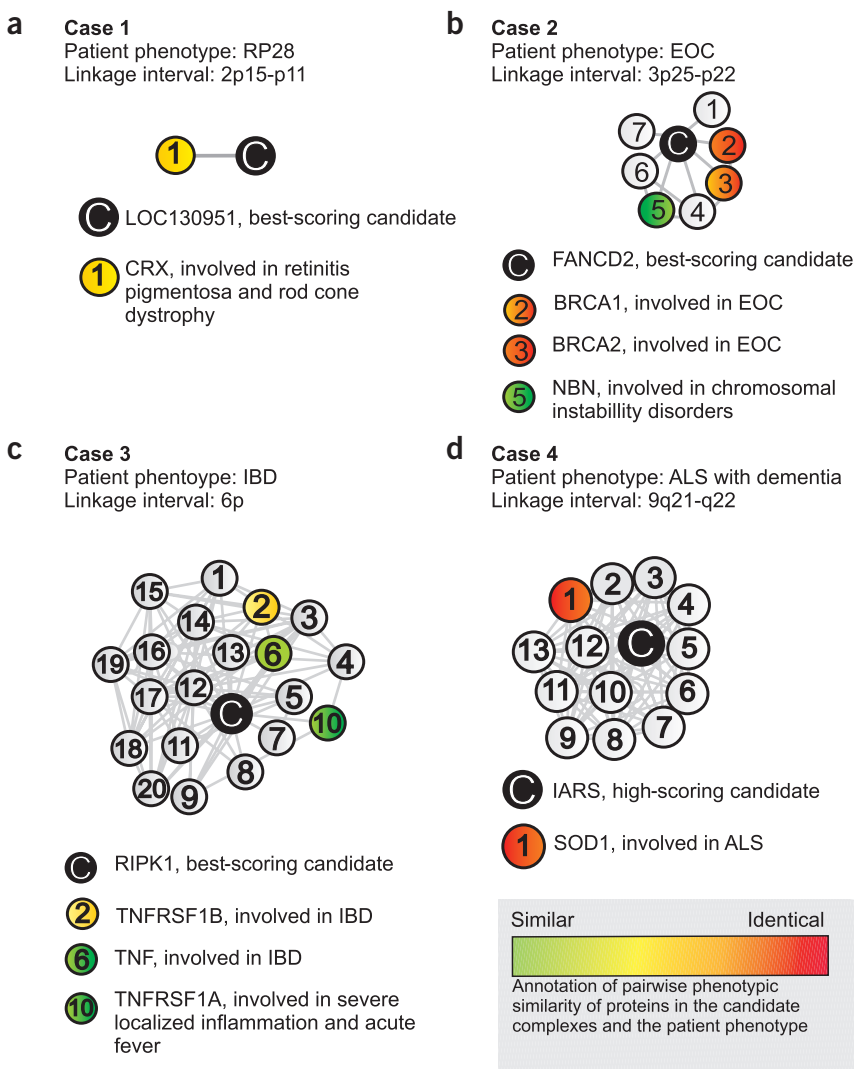 a
Case 1
Patient phenotype: RP28
Linkage interval: 2p15-p11
1
C
C
LOC130951, best-scoring candidate
1
CRX, involved in retinitis
pigmentosa and rod cone
dystrophy
b
Case 2
Patient phenotype: EOC
Linkage interval: 3p25-p22
1
7
C
2
6
3
5
4
C
FANCD2, best-scoring candidate
2
BRCA1, involved in EOC
3
BRCA2, involved in EOC
5
NBN, involved in chromosomal
instabillity disorders
c
Case 3
Patient phentoype: IBD
Linkage interval: 6p
1
15
2
14
3
16
13
6
19
4
12
17
5
C
10
7
18
11
8
20
9
C
RIPK1, best-scoring candidate
2
TNFRSF1B, involved in IBD
6
TNF, involved in IBD
10
TNFRSF1A, involved in severe
localized inflammation and acute
fever
d
Case 4
Patient phenotype: ALS with dementia
Linkage interval: 9q21-q22
1
2
3
4
13
12
C
5
11
10
6
9
8
7
C
IARS, high-scoring candidate
1
SOD1, involved in ALS
Similar Identical
Annotation of pairwise phenotypic
similarity of proteins in the candidate
complexes and the patient phenotype